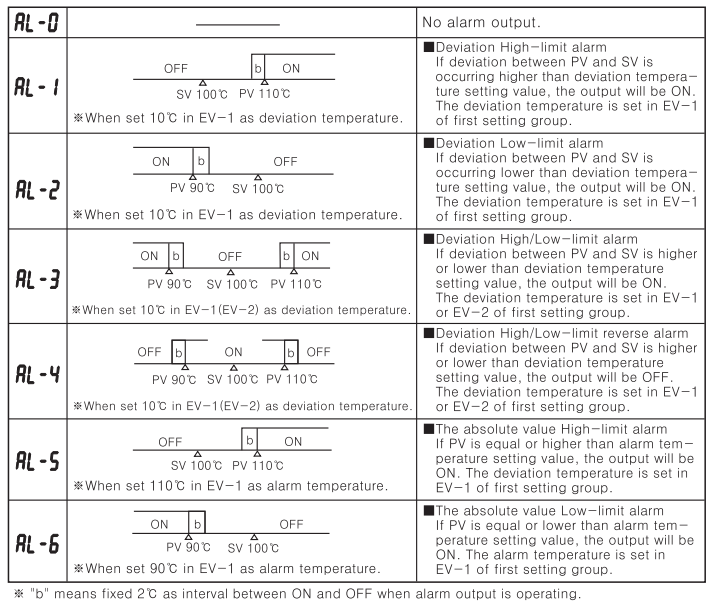 AL-0
No alarm output.
AL-1
OFF b ON
SV 100℃ PV 110℃
※When set 10℃ in EV-1 as deviation temperature.
■Deviation High-limit alarm
If deviation between PV and SV is
occurring higher than deviation tempera-
ture setting value, the output will be ON.
The deviation temperature is set in EV-1
of first setting group.
AL-2
ON b OFF
PV 90℃ SV 100℃
※When set 10℃ in EV-1 as deviation temperature.
■Deviation Low-limit alarm
If deviation between PV and SV is
occurring lower than deviation tempera-
ture setting value, the output will be ON.
The deviation temperature is set in EV-1
of first setting group.
AL-3
ON b OFF b ON
PV 90℃ SV 100℃ PV 110℃
※When set 10℃ in EV-1(EV-2) as deviation temperature.
■Deviation High/Low-limit alarm
If deviation between PV and SV is higher
or lower than deviation temperature
setting value, the output will be ON.
The deviation temperature is set in EV-1
or EV-2 of first setting group.
AL-4
OFF b ON b OFF
PV 90℃ SV 100℃ PV 110℃
※When set 10℃ in EV-1(EV-2) as deviation temperature.
■Deviation High/Low-limit reverse alarm
If deviation between PV and SV is higher
or lower than deviation temperature
setting value, the output will be OFF.
The deviation temperature is set in EV-1
or EV-2 of first setting group.
AL-5
OFF b ON
SV 100℃ PV 110℃
※When set 110℃ in EV-1 as alarm temperature.
■The absolute value High-limit alarm
If PV is equal or higher than alarm tem-
perature setting value, the output will be
ON. The deviation temperature is set in
EV-1 of first setting group.
AL-6
ON b OFF
PV 90℃ SV 100℃
※When set 90℃ in EV-1 as alarm temperature.
■The absolute value Low-limit alarm
If PV is equal or lower than alarm tem-
perature setting value, the output will be
ON. The alarm temperature is set in
EV-1 of first setting group.
※ "b" means fixed 2℃ as interval between ON and OFF when alarm output is operating.